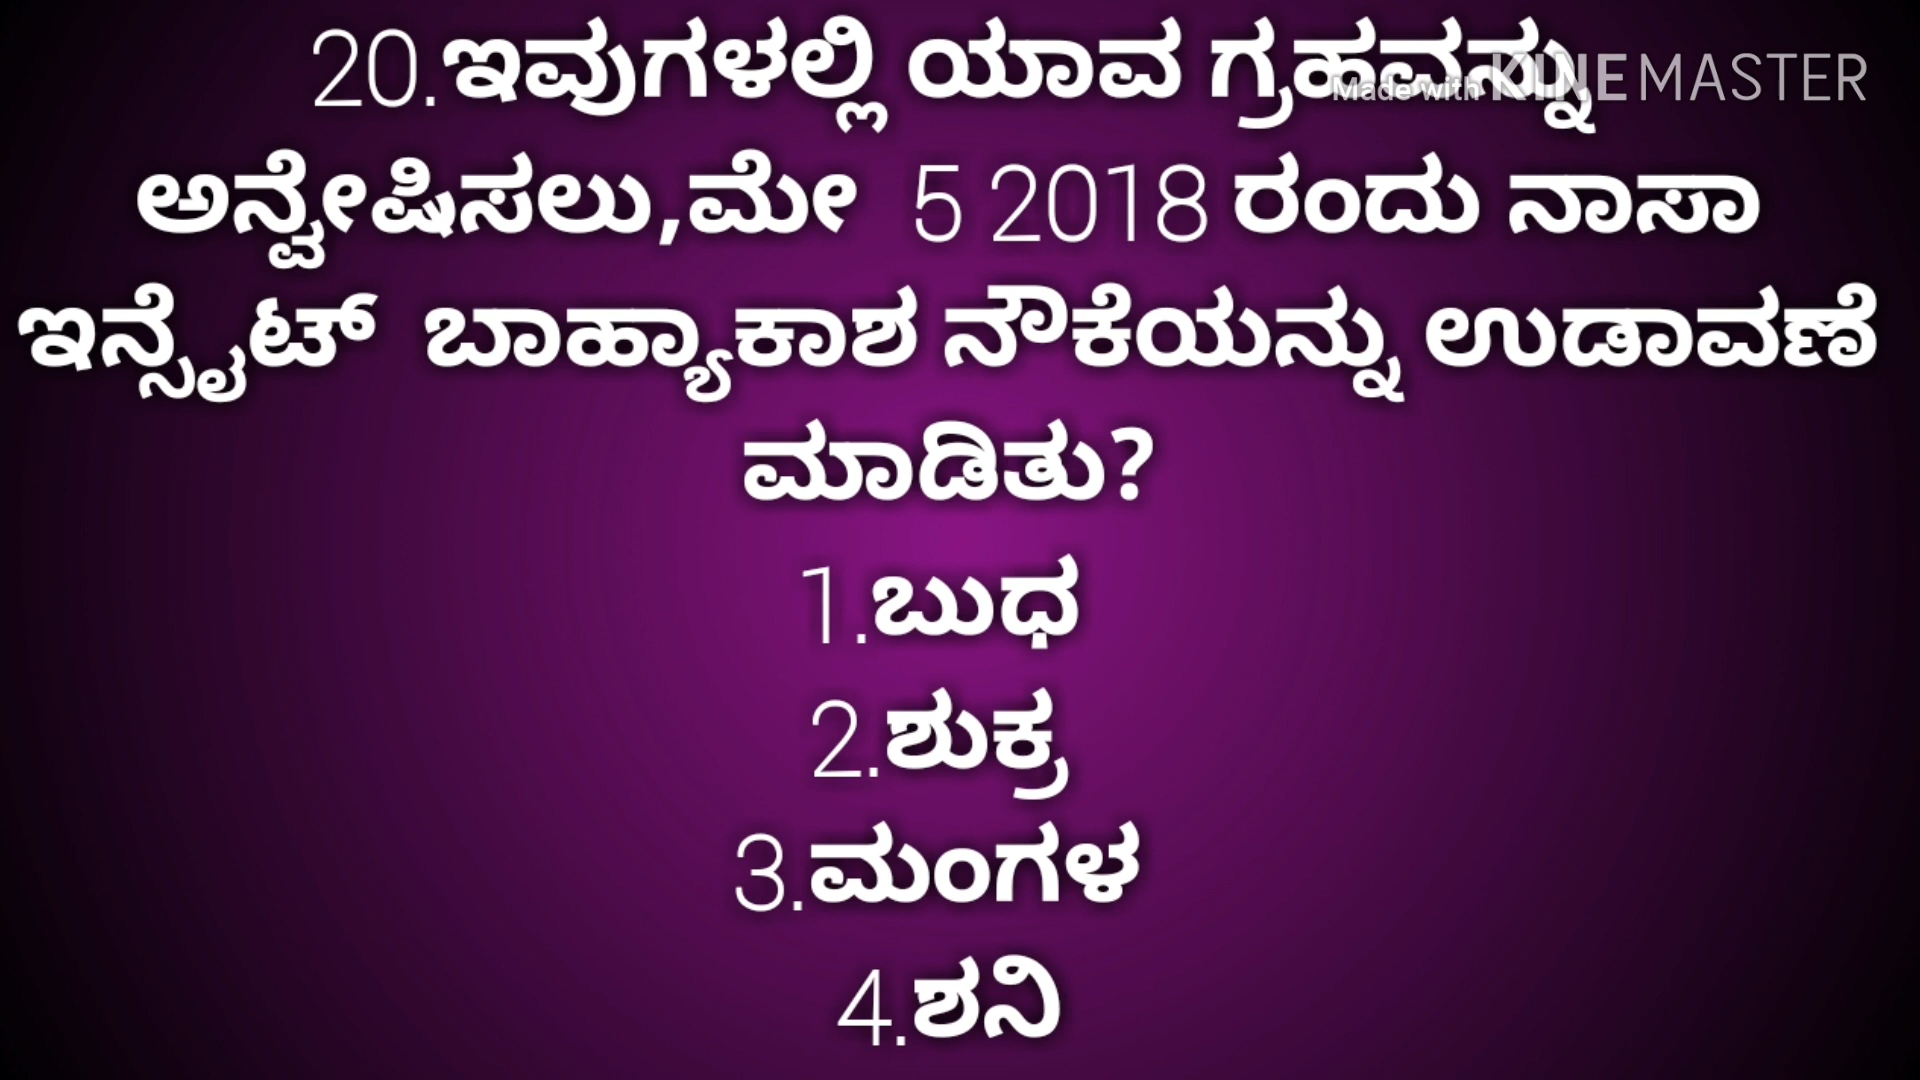 20.ಇವುಗಳಲ್ಲಿ ಯಾವ ಗ್ರಹವನ್ನು
Made with KINEMASTER
ಅನ್ವೇಷಿಸಲು,ಮೇ 5 2018 ರಂದು ನಾಸಾ
ಇನ್ಸೈಟ್ ಬಾಹ್ಯಾಕಾಶ ನೌಕೆಯನ್ನು ಉಡಾವಣೆ
ಮಾಡಿತು?
1.ಬುಧ
2.ಶುಕ್ರ
3.ಮಂಗಳ
4.ಶನಿ